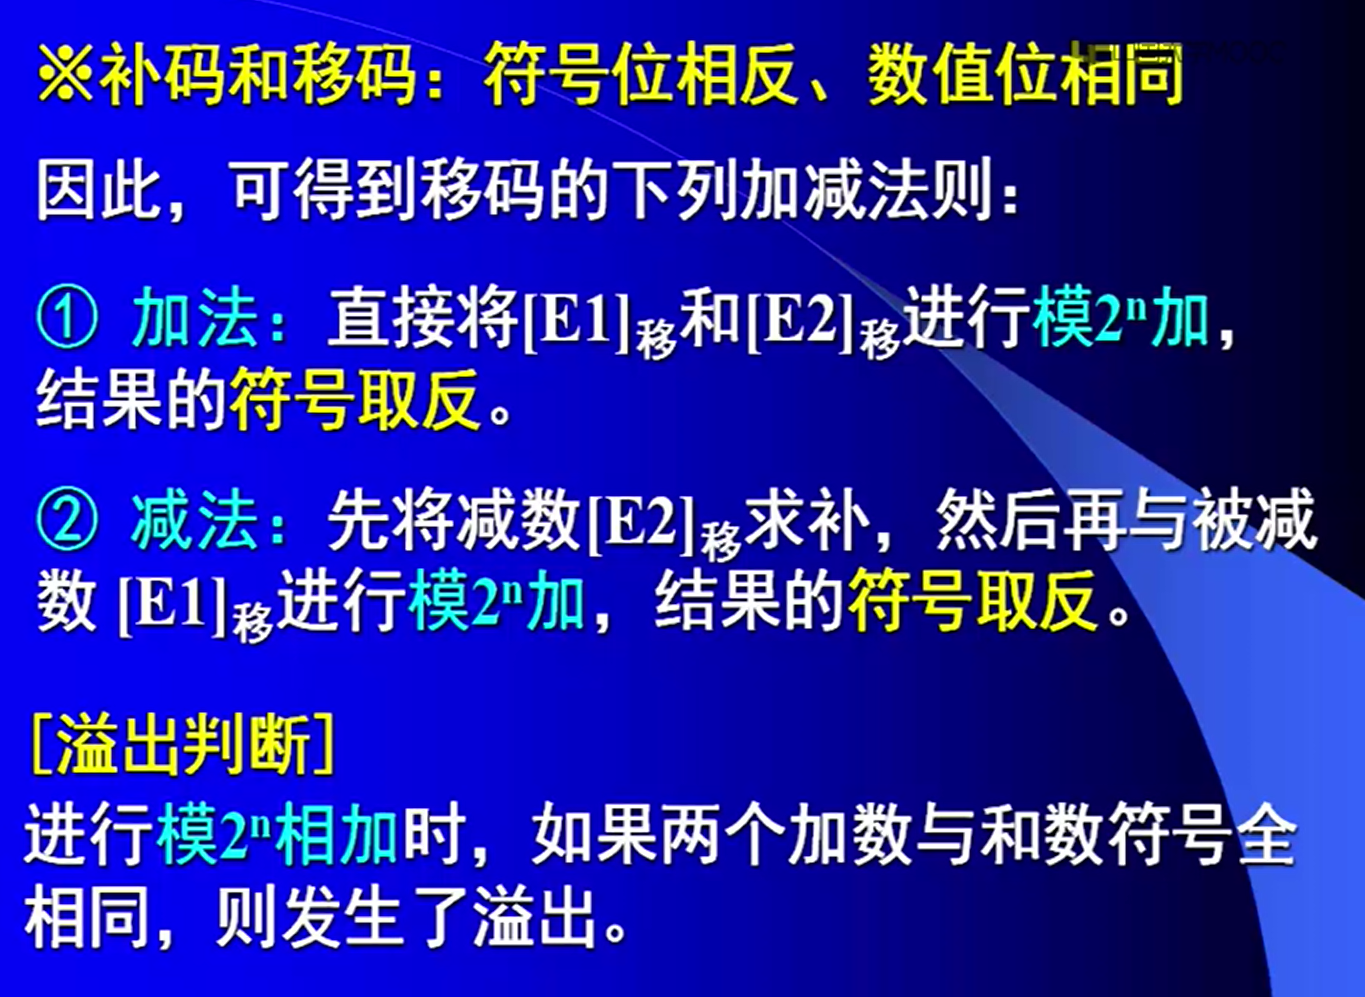 ※补码和移码：符号位相反、数值位相同
因此，可得到移码的下列加减法则：
① 加法：直接将[E1]移和[E2]移进行模2ⁿ加，
结果的符号取反。
② 减法：先将减数[E2]移求补，然后再与被减
数 [E1]移进行模2ⁿ加，结果的符号取反。
[溢出判断]
进行模2ⁿ相加时，如果两个加数与和数符号全
相同，则发生了溢出。